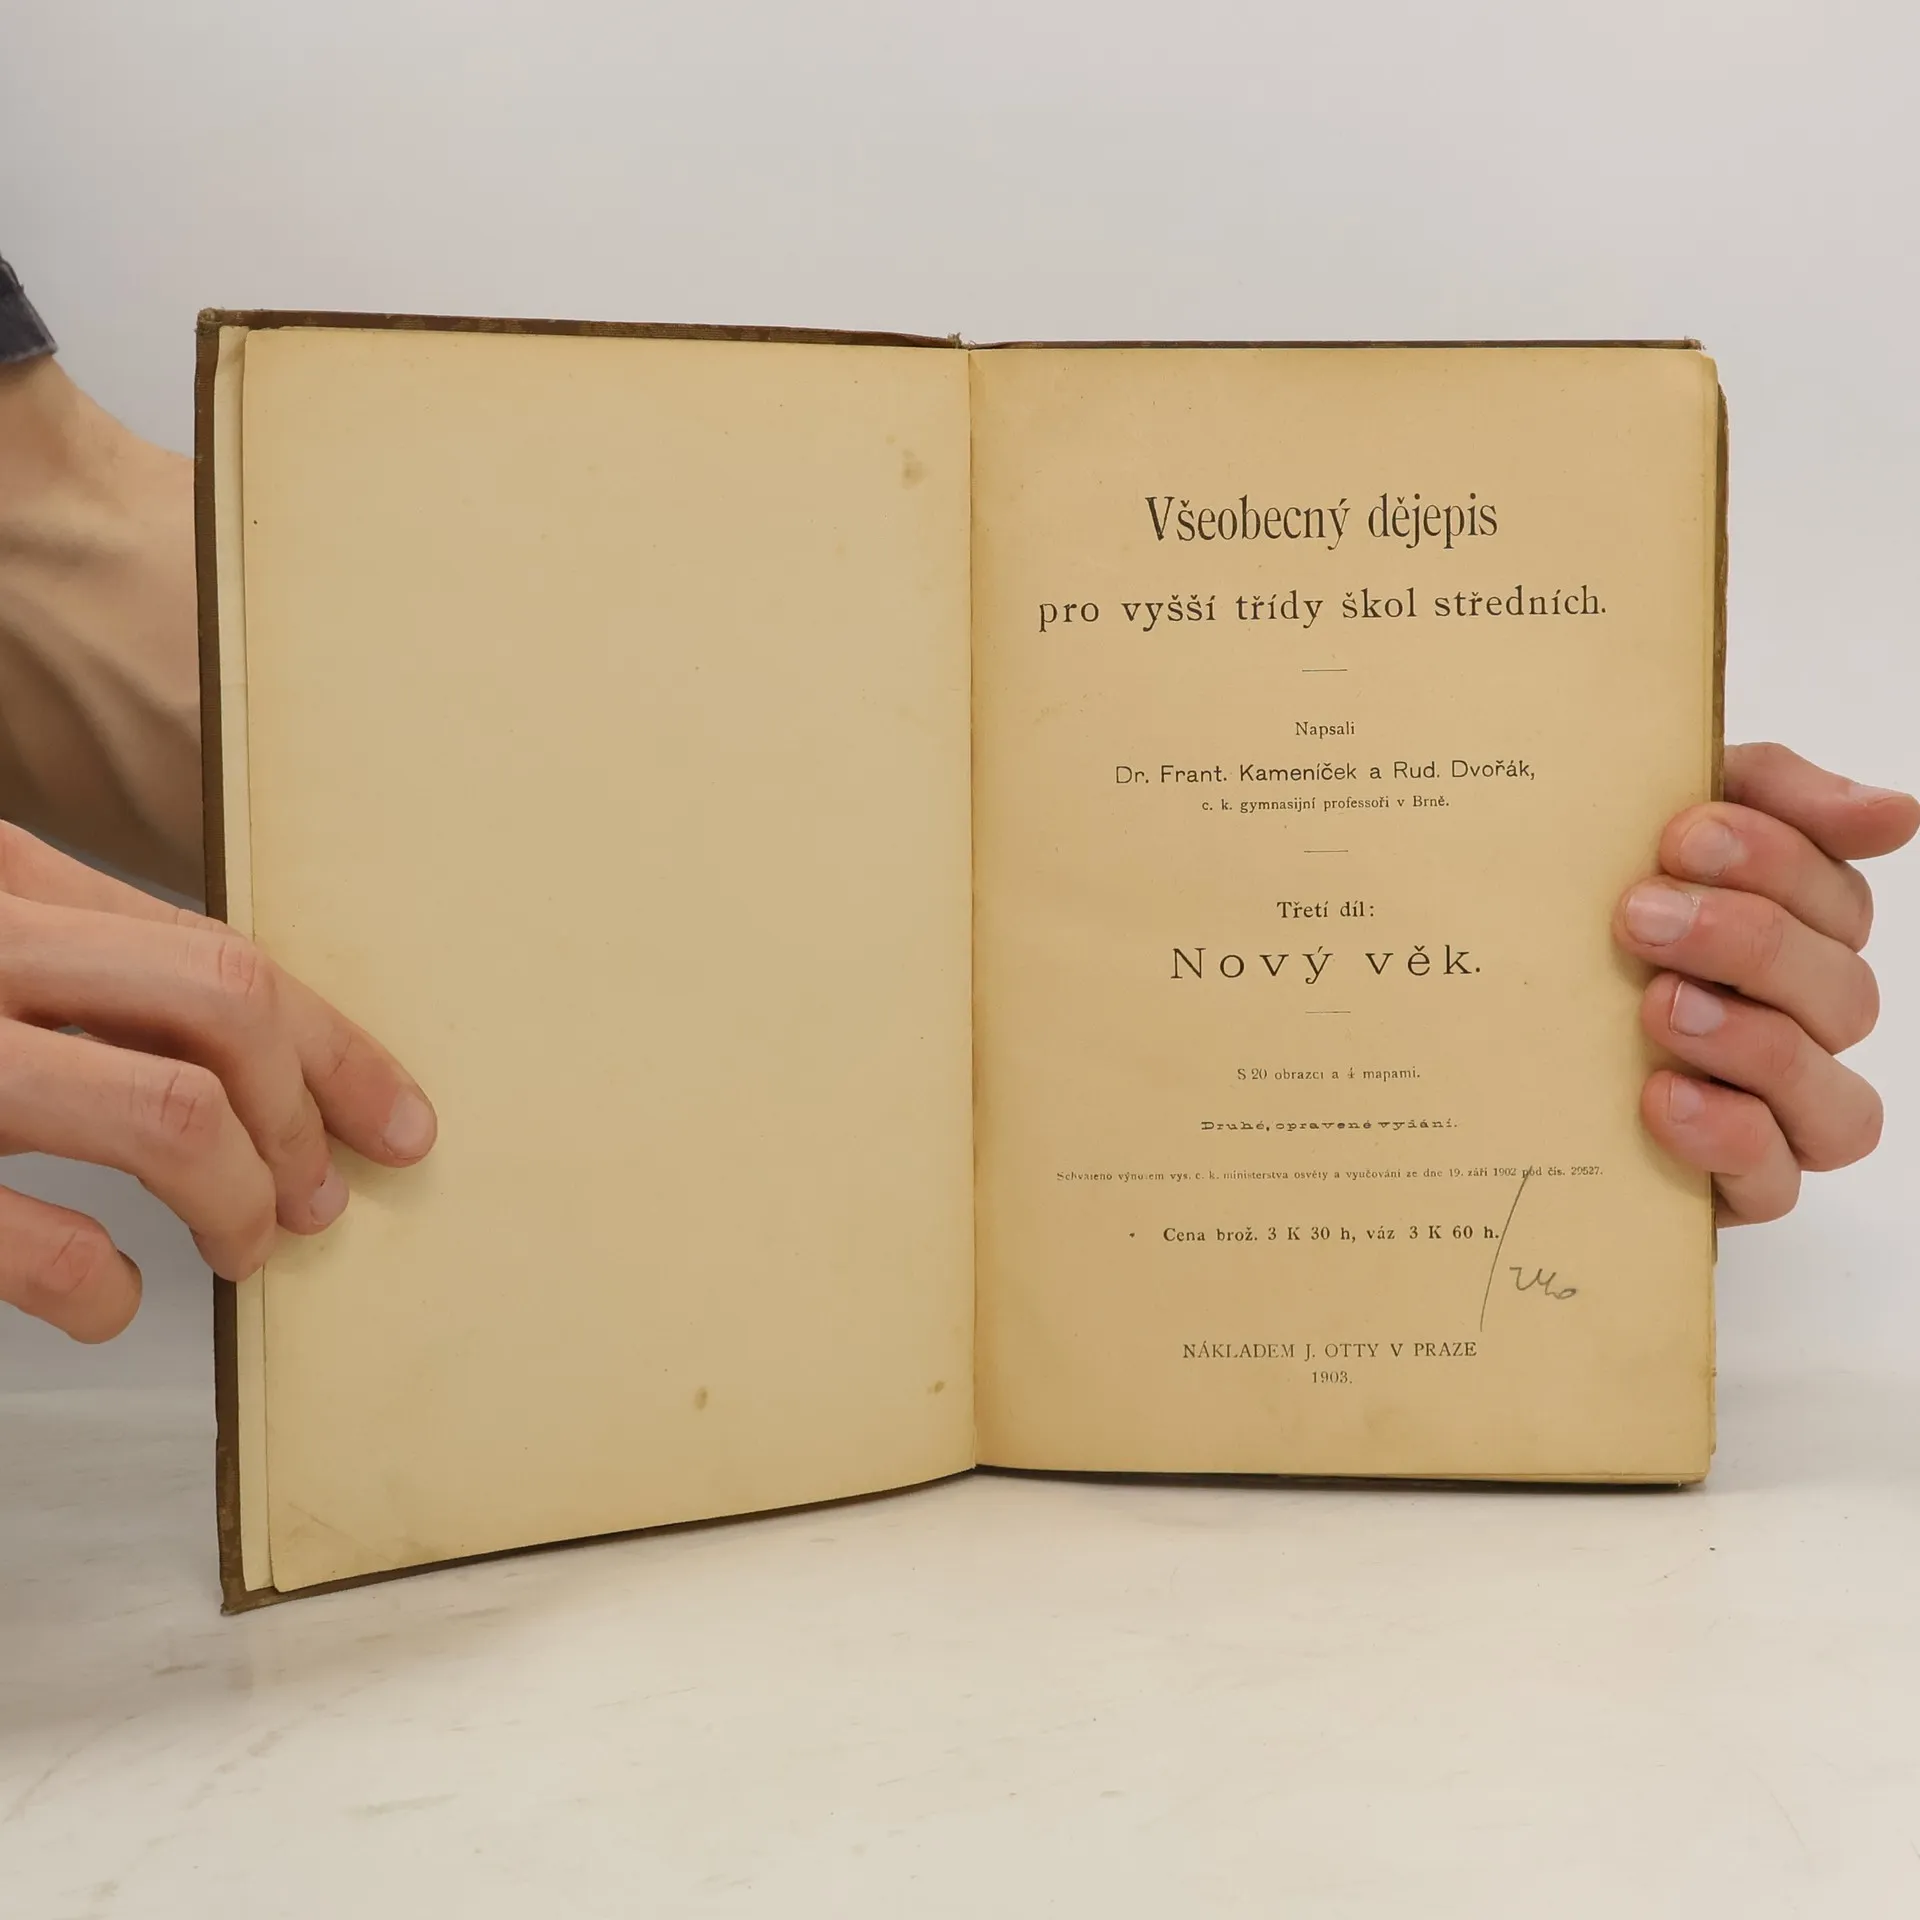 Všeobecný dějepis
pro vyšší třídy škol středních.
Napsali
Dr. Frant. Kameníček a Rud. Dvořák,
c. k. gymnasijní professoři v Brně.
Třetí díl:
Nový věk.
S 20 obrazci a 4 mapami.
Druhé, opravené vydání.
Schváleno výnosem vys. c. k. ministerstva osvěty a vyučování ze dne 19. září 1902 pod čís. 29527.
Cena brož. 3 K 30 h, váz 3 K 60 h.
NÁKLADEM J. OTTY V PRAZE
1903.